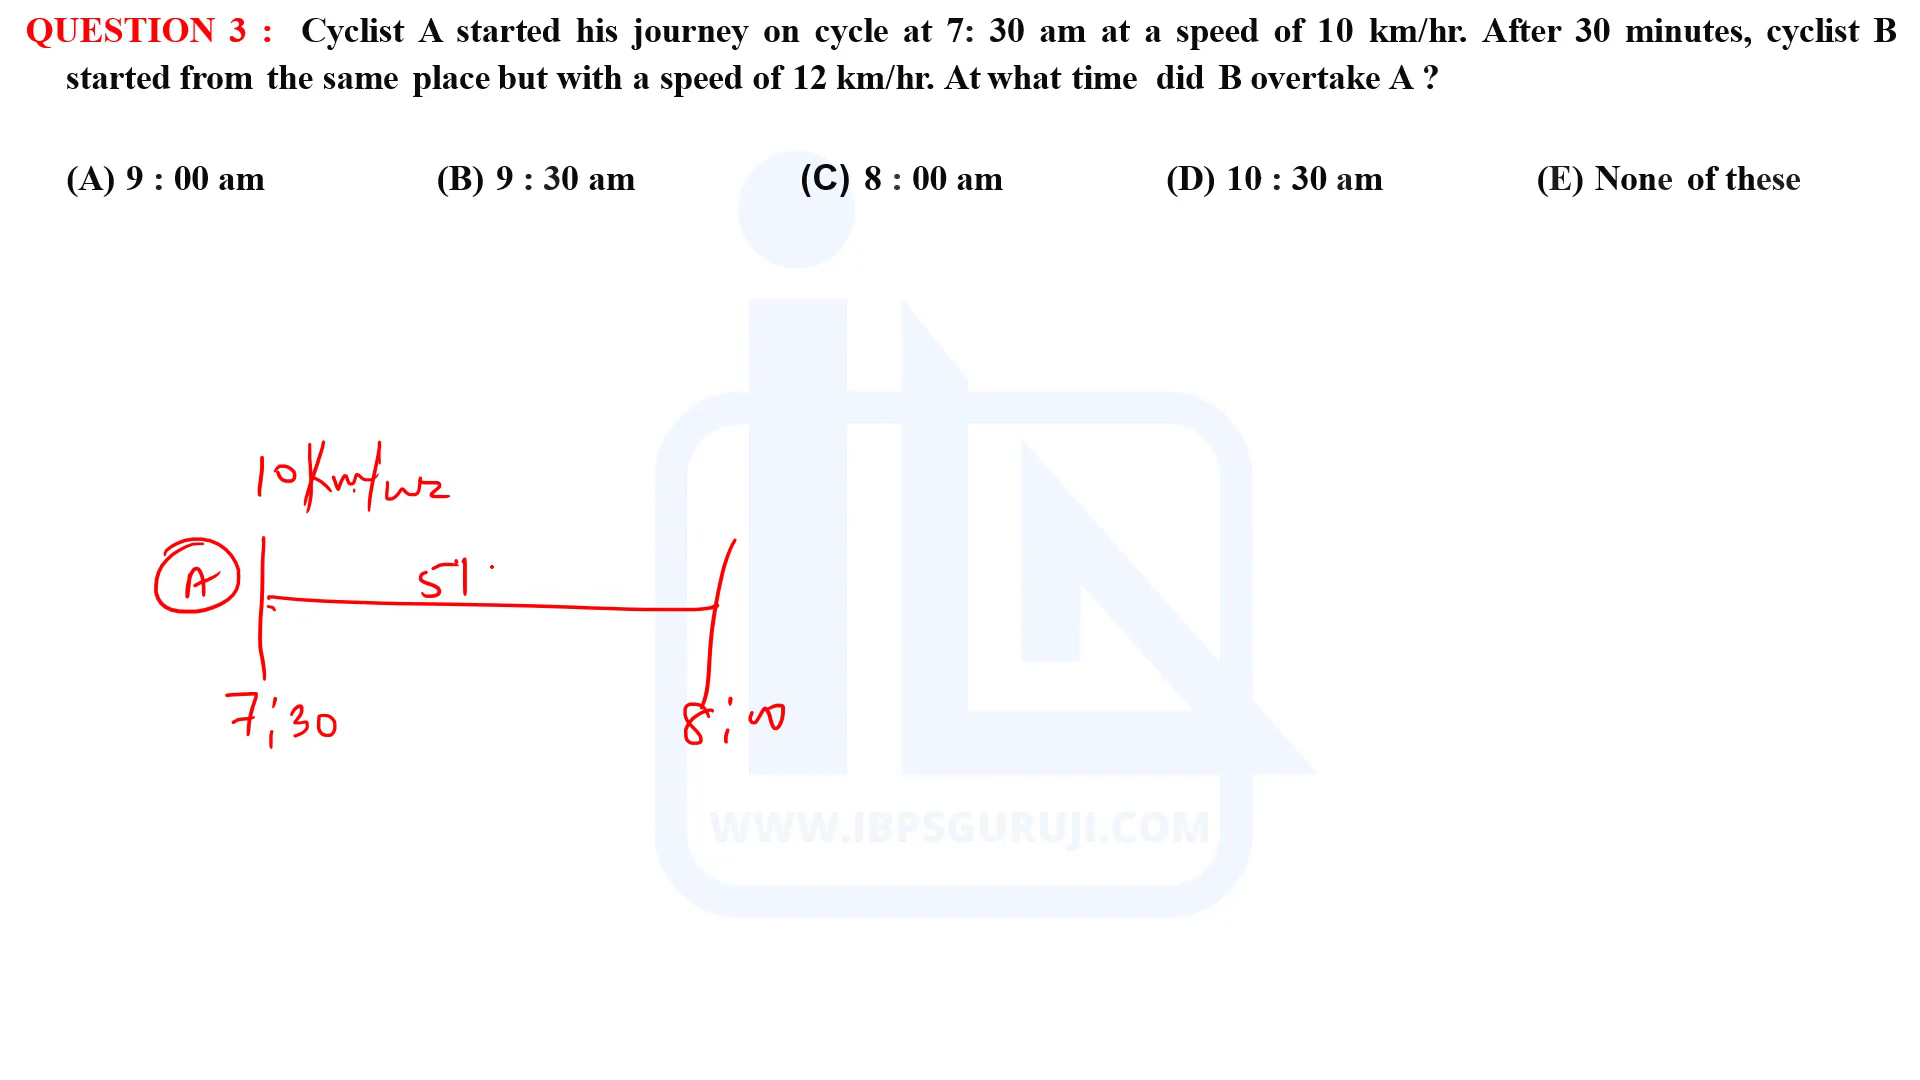 QUESTION 3 : Cyclist A started his journey on cycle at 7: 30 am at a speed of 10 km/hr. After 30 minutes, cyclist B
started from the same place but with a speed of 12 km/hr. At what time did B overtake A ?
(A) 9 : 00 am (B) 9 : 30 am (C) 8 : 00 am (D) 10 : 30 am (E) None of these
10 Km/
A 5
7:30 8:00
WWW.IBPSGURUJI.COM